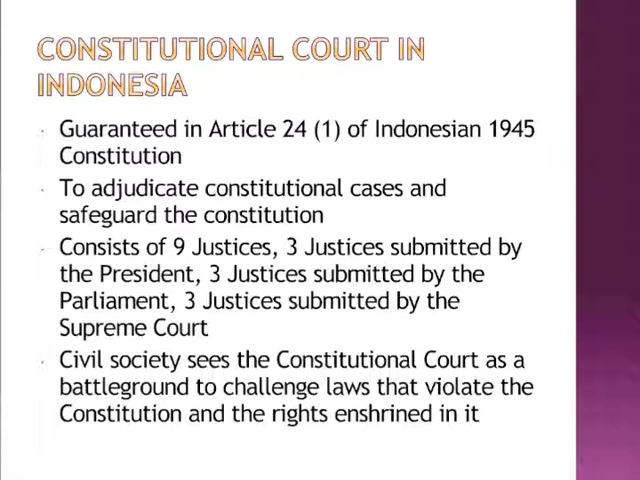 CONSTITUTIONAL COURT IN
INDONESIA
Guaranteed in Article 24 (1) of Indonesian 1945
Constitution
To adjudicate constitutional cases and
safeguard the constitution
Consists of 9 Justices, 3 Justices submitted by
the President, 3 Justices submitted by the
Parliament, 3 Justices submitted by the
Supreme Court
Civil society sees the Constitutional Court as a
battleground to challenge laws that violate the
Constitution and the rights enshrined in it